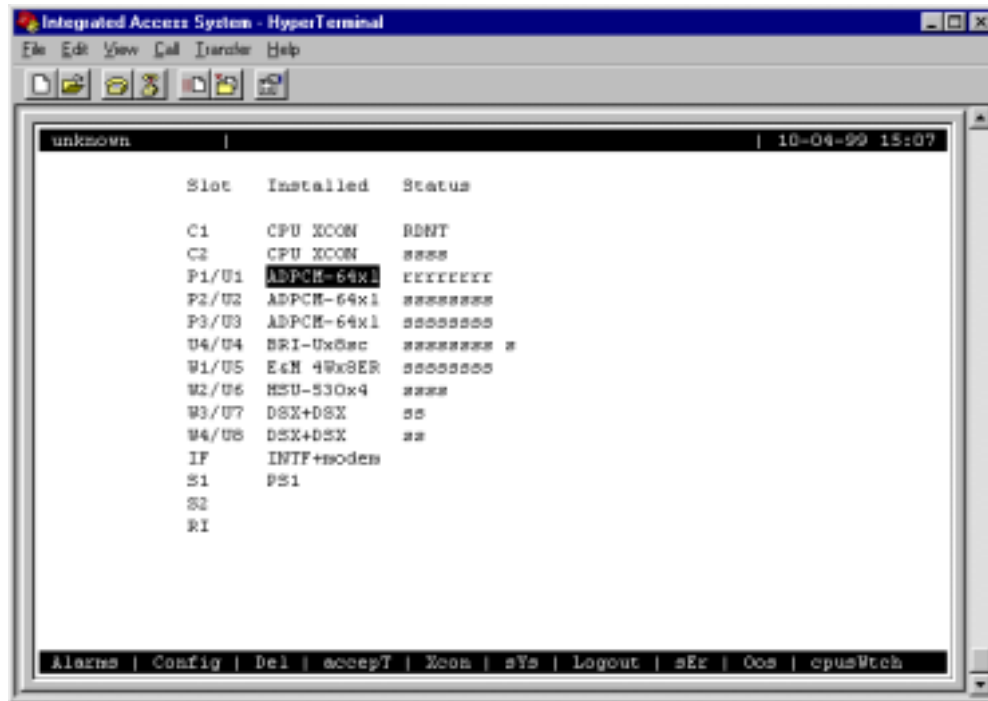 Integrated Access System - HyperTerminal
File Edit View Call Transfer Help
unknown | | 10-04-99 15:07
Slot Installed Status
C1 CPU XCON RDNT
C2 CPU XCON ssss
P1/U1 ADPCM-64x1 rrrrrrrr
P2/U2 ADPCM-64x1 ssssssss
P3/U3 ADPCM-64x1 ssssssss
U4/U4 BRI-Ux8sc ssssssss s
W1/U5 E&M 4Wx8ER ssssssss
W2/U6 HSU-530x4 ssss
W3/U7 DSX+DSX ss
W4/U8 DSX+DSX ss
IF INTF+modem
S1 PS1
S2
RI
Alarms | Config | Del | accepT | Xcon | sYs | Logout | sEr | Oos | cpusWtch